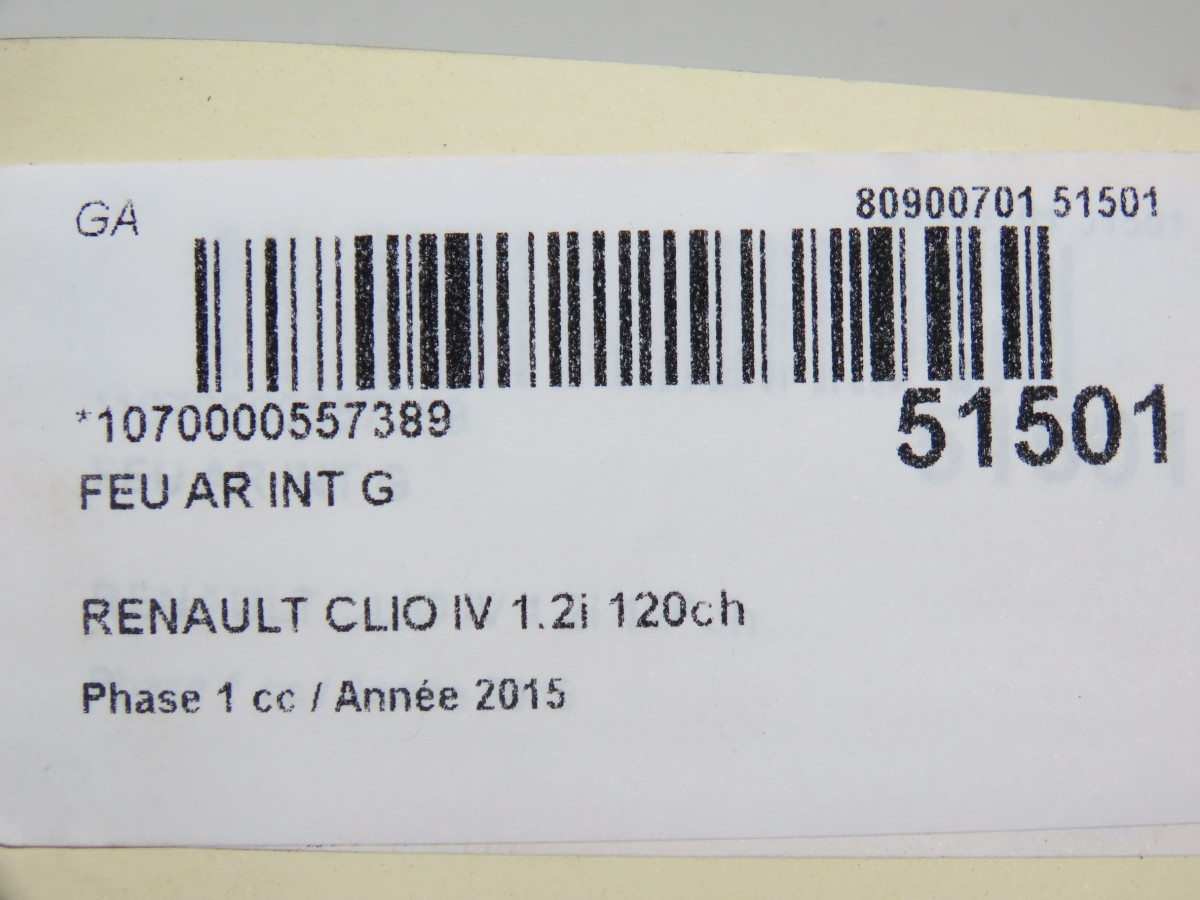 GA
80900701 51501
*1070000557389
51501
FEU AR INT G
RENAULT CLIO IV 1.2i 120ch
Phase 1 cc / Année 2015